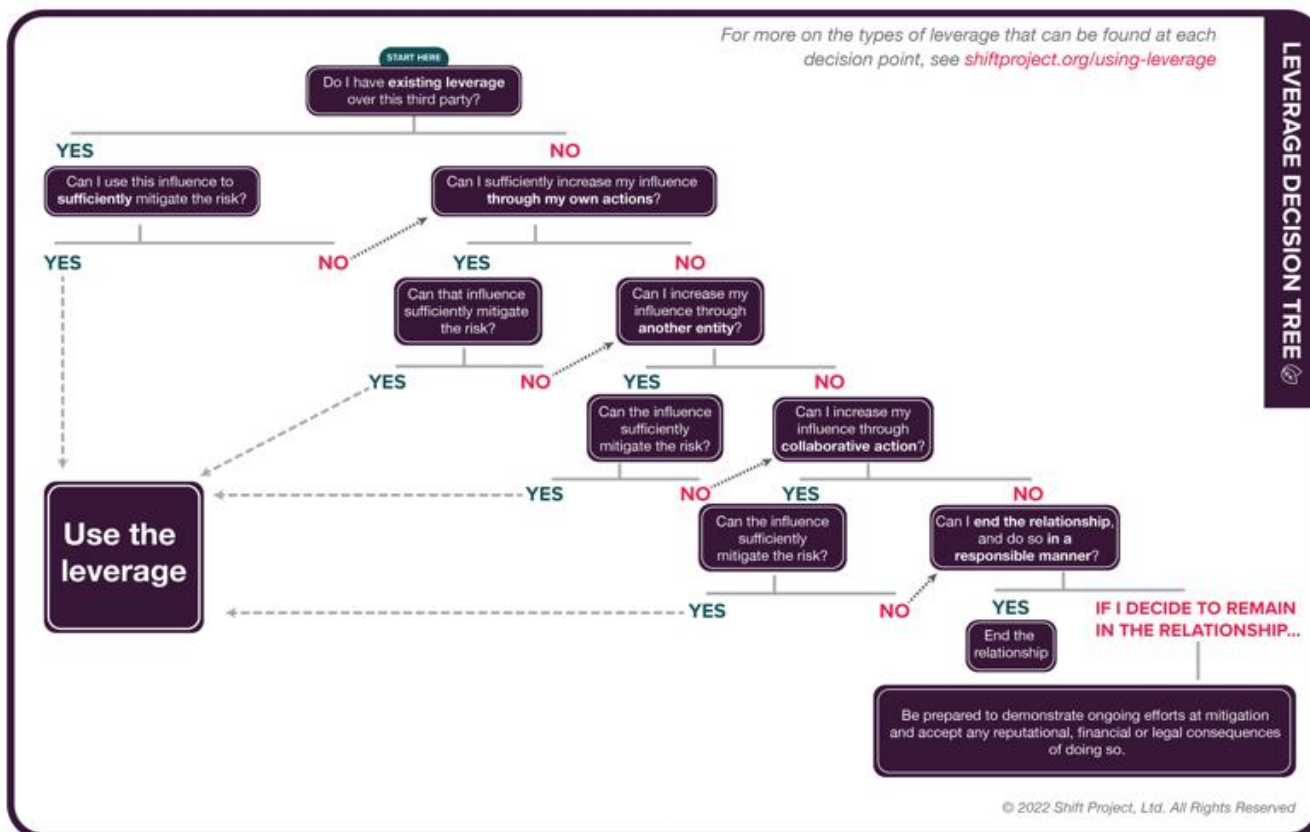 For more on the types of leverage that can be found at each
decision point, see shiftproject.org/using-leverage
LEVERAGE DECISION TREE
START HERE
Do I have existing leverage
over this third party?
YES
NO
Can I use this influence to
sufficiently mitigate the risk?
Can I sufficiently increase my influence
through my own actions?
YES
NO
YES
NO
Can that influence
sufficiently mitigate
the risk?
Can I increase my
influence through
another entity?
YES
NO
YES
NO
Can the influence
sufficiently
mitigate the risk?
Can I increase my
influence through
collaborative action?
YES
NO
YES
NO
Use the
leverage
Can the influence
sufficiently
mitigate the risk?
Can I end the relationship,
and do so in a
responsible manner?
YES
NO
YES
IF I DECIDE TO REMAIN
IN THE RELATIONSHIP...
End the
relationship
Be prepared to demonstrate ongoing efforts at mitigation
and accept any reputational, financial or legal consequences
of doing so.
© 2022 Shift Project, Ltd. All Rights Reserved